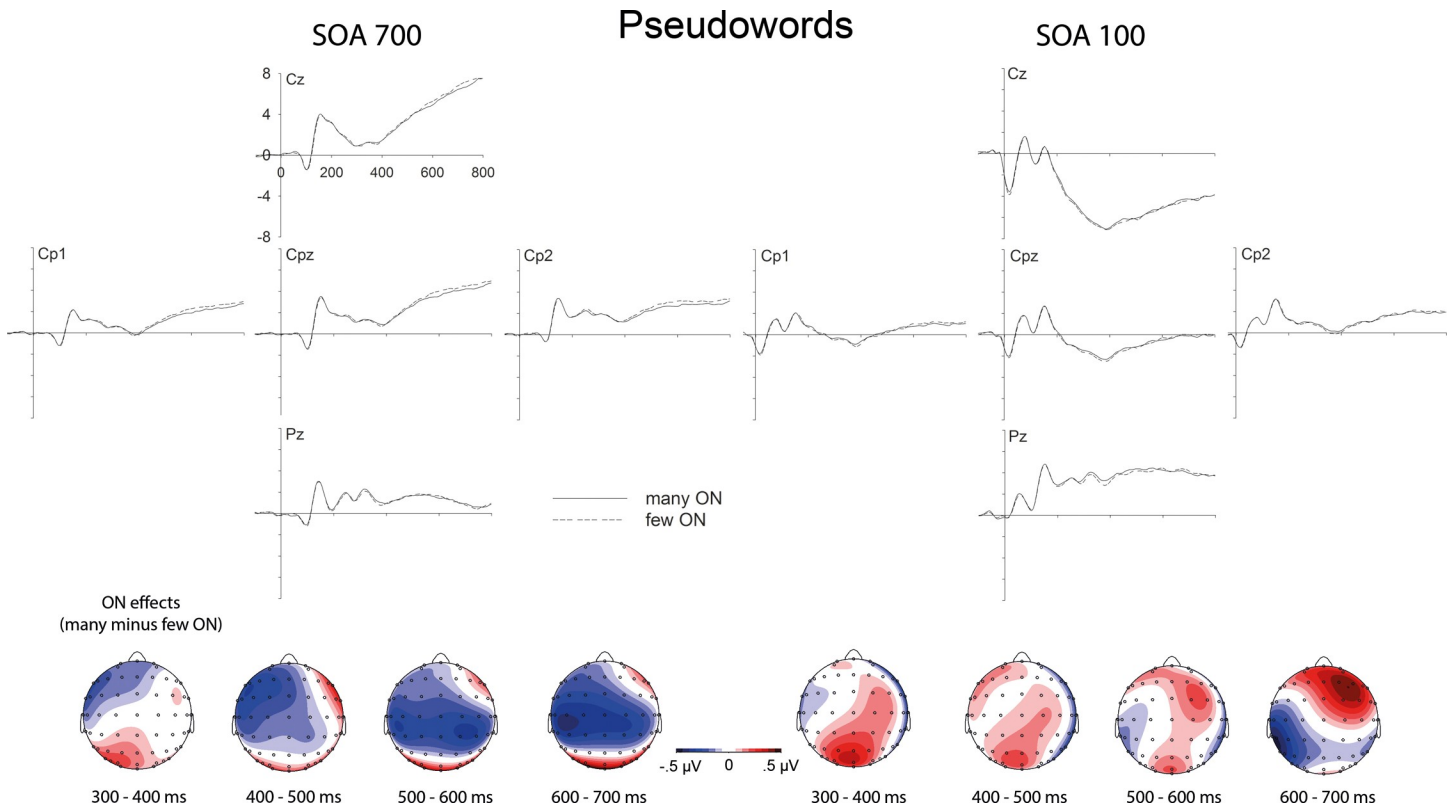 Pseudowords
SOA 700
SOA 100
Cz
8
4
0
-4
-8
0 200 400 600 800
Cz
Cp1
Cpz
Cp2
Cp1
Cpz
Cp2
Pz
Pz
many ON
few ON
ON effects
(many minus few ON)
-.5 µV 0 .5 µV
300 - 400 ms
400 - 500 ms
500 - 600 ms
600 - 700 ms
300 - 400 ms
400 - 500 ms
500 - 600 ms
600 - 700 ms